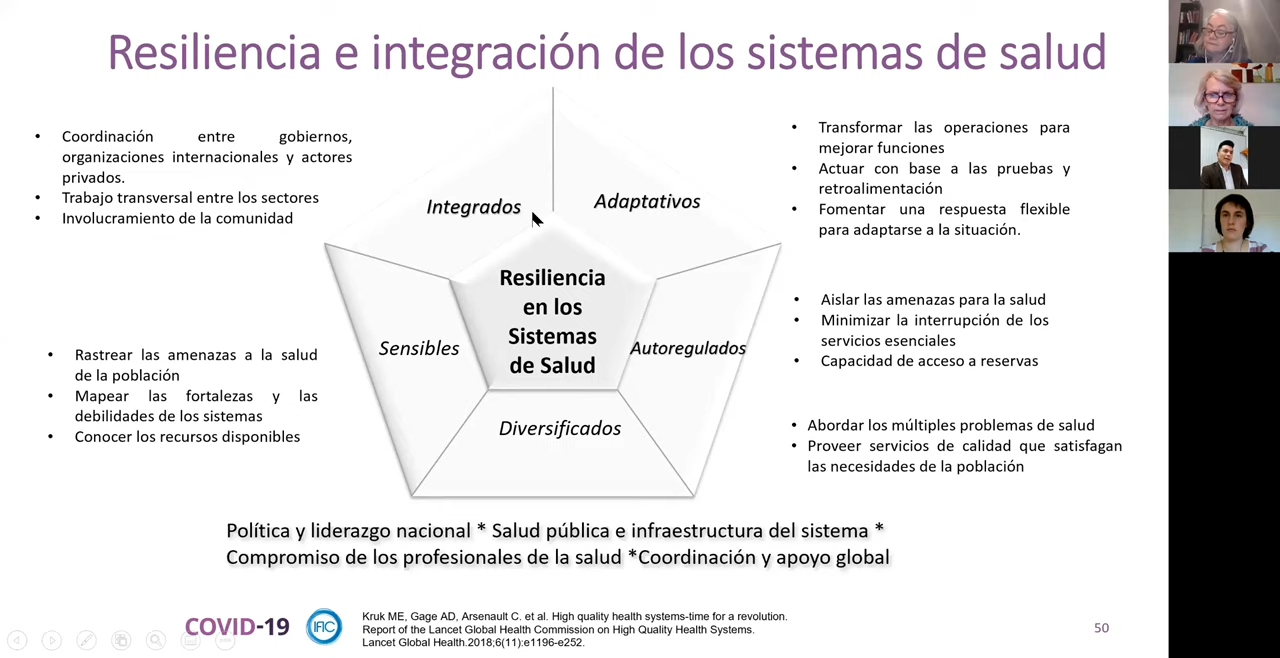 Resiliencia e integración de los sistemas de salud
• Coordinación entre gobiernos,
organizaciones internacionales y actores
privados.
• Trabajo transversal entre los sectores
• Involucramiento de la comunidad
• Rastrear las amenazas a la salud
de la población
• Mapear las fortalezas y las
debilidades de los sistemas
• Conocer los recursos disponibles
Integrados
Adaptativos
Sensibles
Autoregulados
Diversificados
Resiliencia
en los
Sistemas
de Salud
• Transformar las operaciones para
mejorar funciones
• Actuar con base a las pruebas y
retroalimentación
• Fomentar una respuesta flexible
para adaptarse a la situación.
• Aislar las amenazas para la salud
• Minimizar la interrupción de los
servicios esenciales
• Capacidad de acceso a reservas
• Abordar los múltiples problemas de salud
• Proveer servicios de calidad que satisfagan
las necesidades de la población
Política y liderazgo nacional * Salud pública e infraestructura del sistema *
Compromiso de los profesionales de la salud *Coordinación y apoyo global
COVID-19
IFIC
Kruk ME, Gage AD, Arsenault C. et al. High quality health systems-time for a revolution.
Report of the Lancet Global Health Commission on High Quality Health Systems.
Lancet Global Health.2018;6(11):e1196-e252.
50